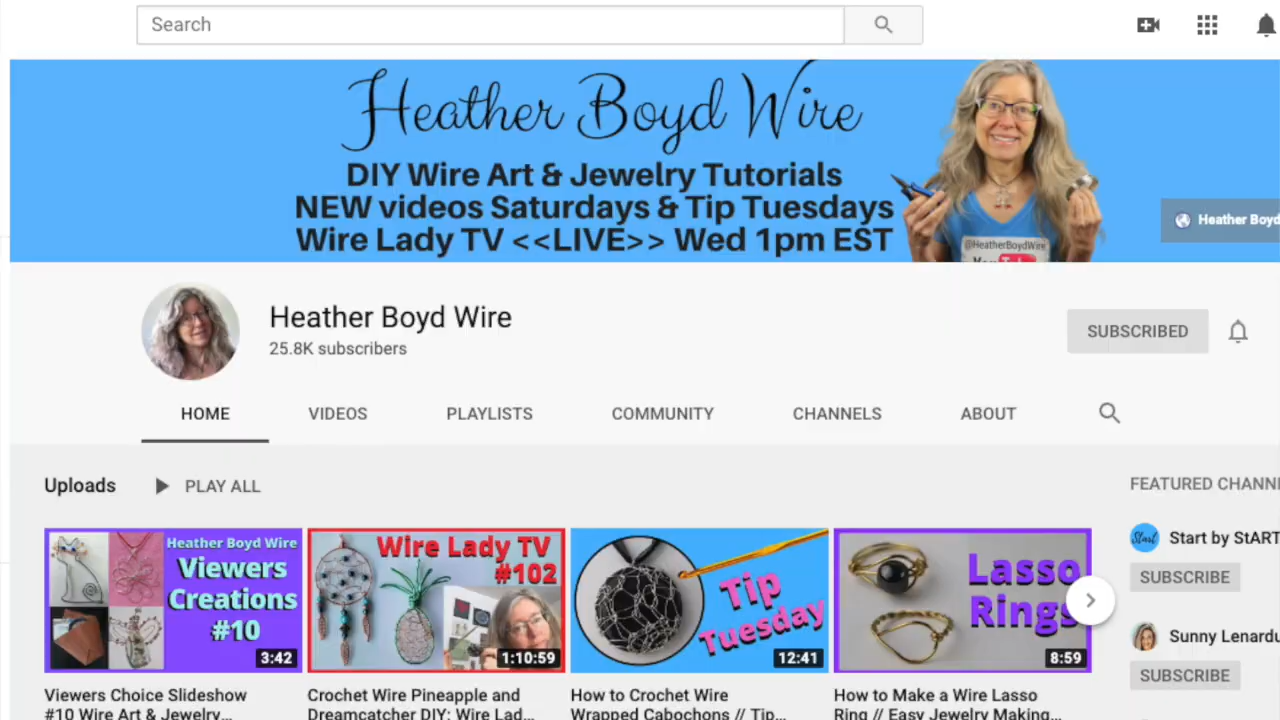 Search
Heather Boyd Wire
DIY Wire Art & Jewelry Tutorials
NEW videos Saturdays & Tip Tuesdays
Wire Lady TV <<LIVE>> Wed 1pm EST
@HeatherBoydWire
YouTube
Heather Boyd
Heather Boyd Wire
25.8K subscribers
SUBSCRIBED
HOME
VIDEOS
PLAYLISTS
COMMUNITY
CHANNELS
ABOUT
Uploads
PLAY ALL
FEATURED CHANN
Heather Boyd Wire
Viewers
Creations
#10
3:42
Wire Lady TV
#102
1:10:59
Tip
Tuesday
12:41
Lasso
Rings
8:59
Viewers Choice Slideshow
#10 Wire Art & Jewelry...
Crochet Wire Pineapple and
Dreamcatcher DIY: Wire Lad...
How to Crochet Wire
Wrapped Cabochons // Tip...
How to Make a Wire Lasso
Ring // Easy Jewelry Making...
Start
Start by StART
SUBSCRIBE
Sunny Lenardu
SUBSCRIBE